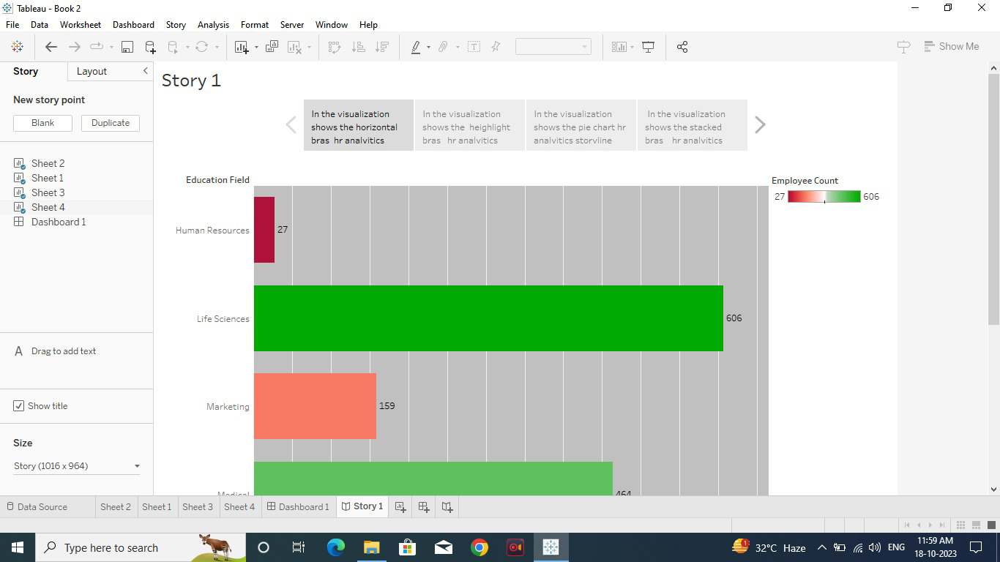 Tableau - Book 2
File Data Worksheet Dashboard Story Analysis Format Server Window Help
Show Me
Story Layout
New story point
Blank Duplicate
Sheet 2
Sheet 1
Sheet 3
Sheet 4
Dashboard 1
A Drag to add text
Show title
Size
Story (1016 x 964)
Story 1
In the visualization
shows the horizontal
bras hr analvitics
In the visualization
shows the heighlight
bras hr analvitics
In the visualization
shows the pie chart hr
analvitics storvline
In the visualization
shows the stacked
bras hr analvitics
Education Field
Human Resources 27
Life Sciences 606
Marketing 159
Medical 464
Employee Count
27 606
Data Source Sheet 2 Sheet 1 Sheet 3 Sheet 4 Dashboard 1 Story 1
Type here to search
1 32°C Haze ENG 11:59 AM
18-10-2023